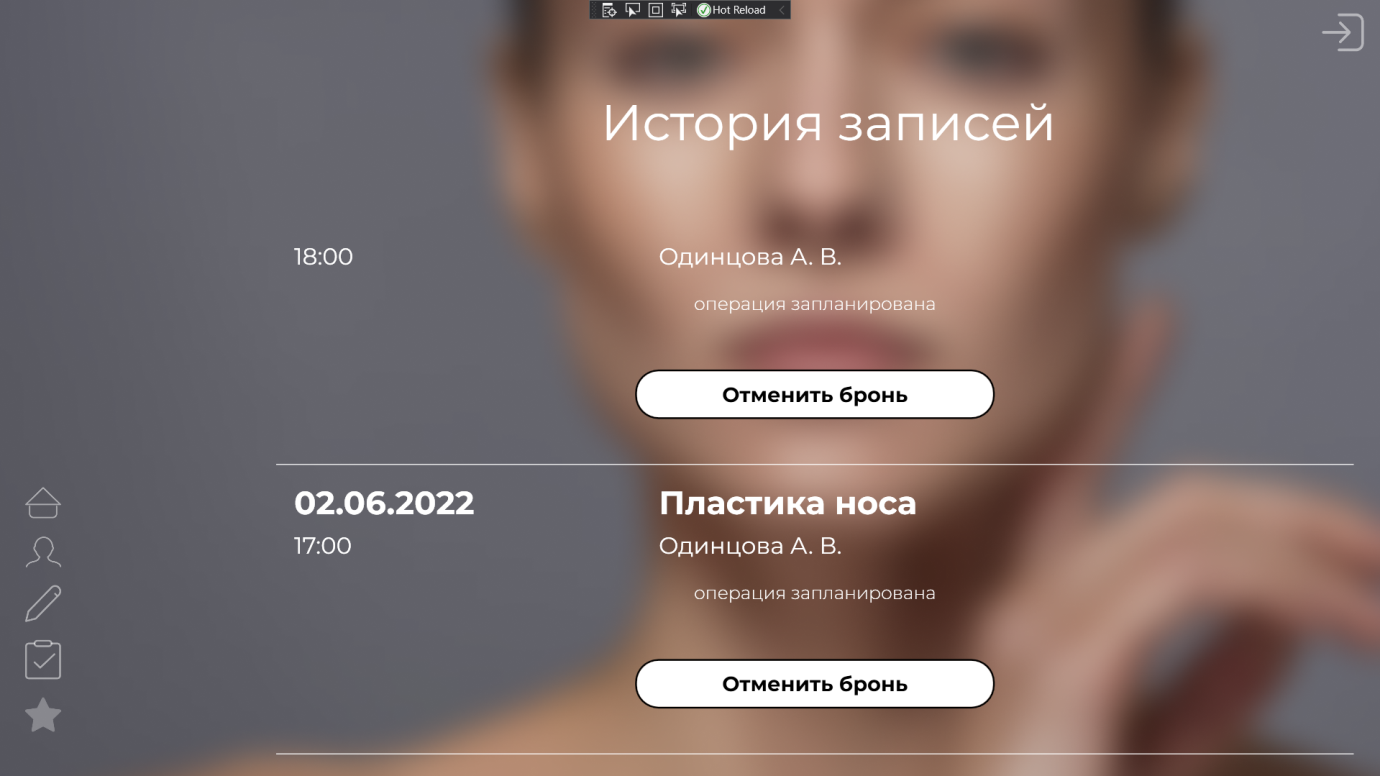 Hot Reload
История записей
18:00
Одинцова А. В.
операция запланирована
Отменить бронь
02.06.2022
Пластика носа
17:00
Одинцова А. В.
операция запланирована
Отменить бронь